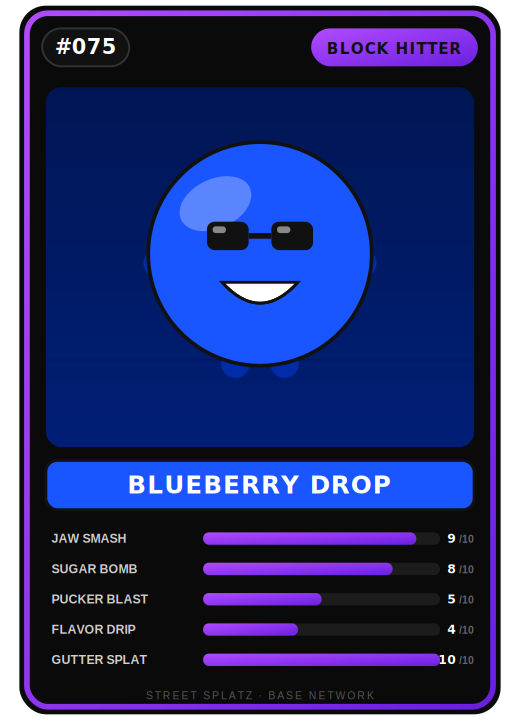 #075
BLOCK HITTER
BLUEBERRY DROP
JAW SMASH 9 /10
SUGAR BOMB 8 /10
PUCKER BLAST 5 /10
FLAVOR DRIP 4 /10
GUTTER SPLAT 10 /10
STREET SPLATZ · BASE NETWORK